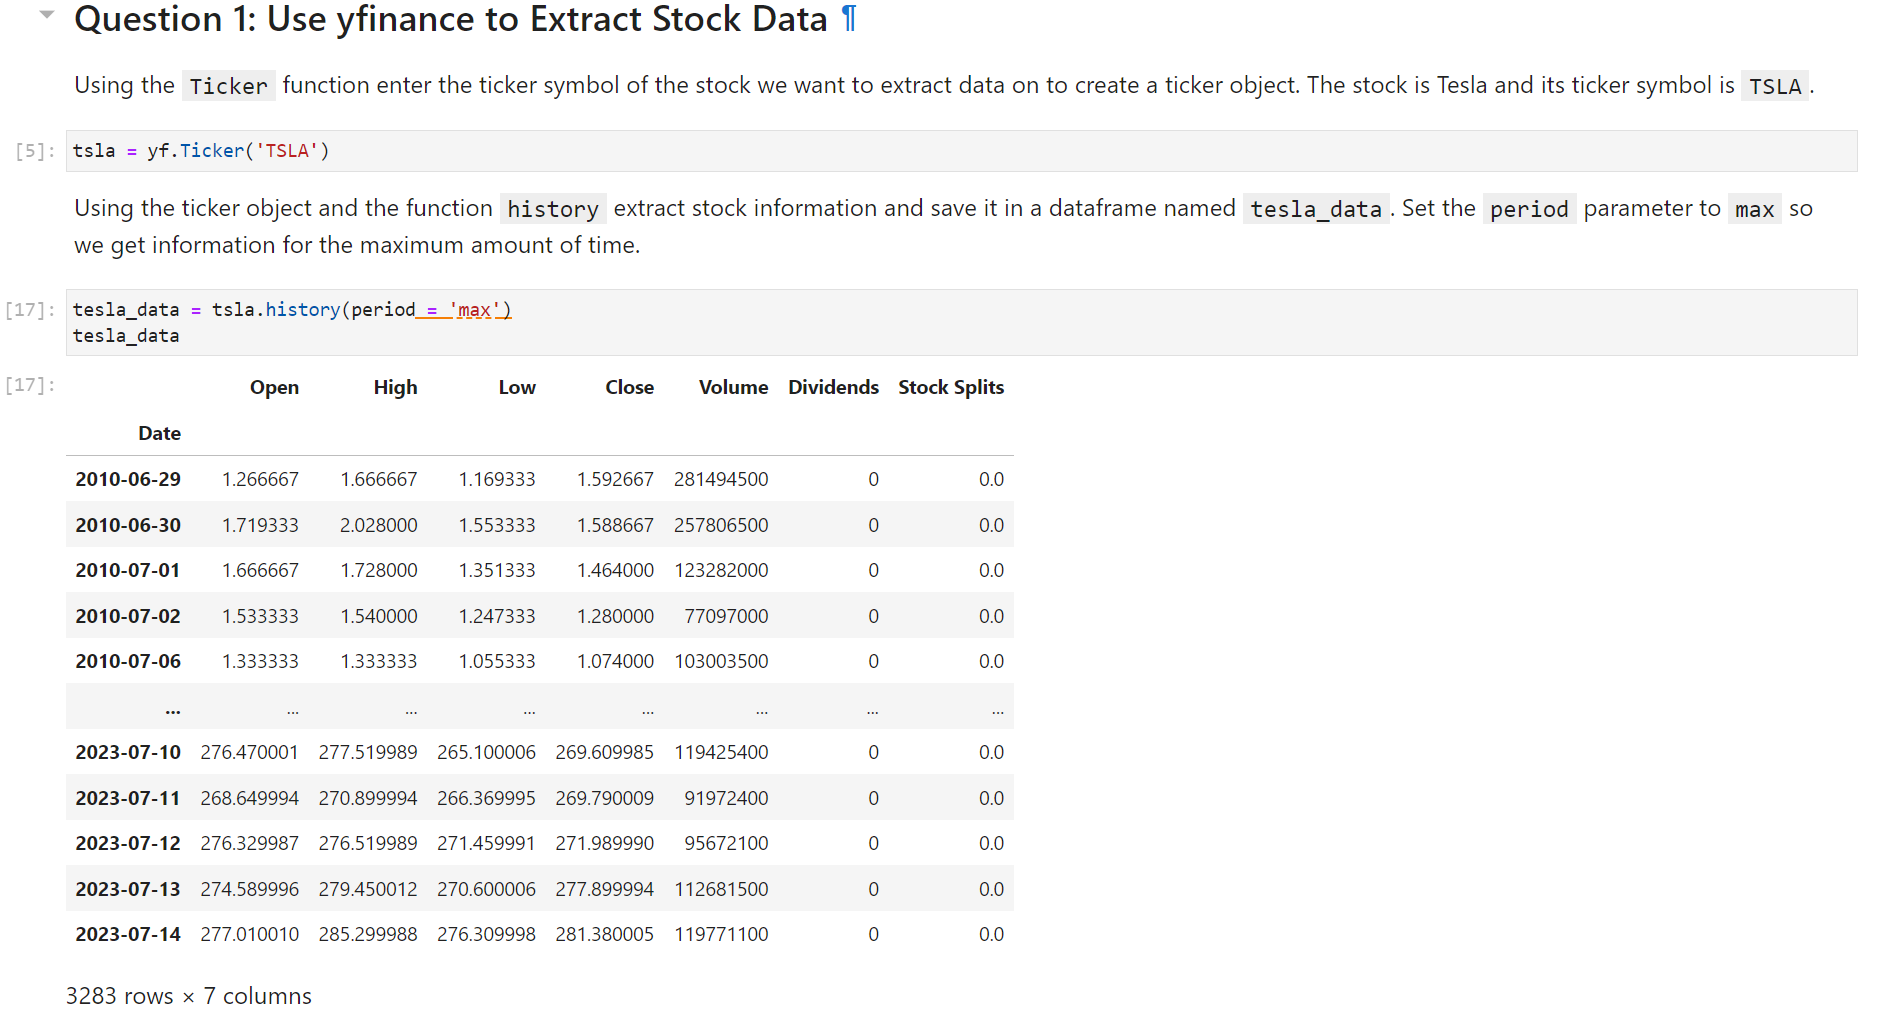 Question 1: Use yfinance to Extract Stock Data ¶
Using the Ticker function enter the ticker symbol of the stock we want to extract data on to create a ticker object. The stock is Tesla and its ticker symbol is TSLA.
[5]: tsla = yf.Ticker('TSLA')
Using the ticker object and the function history extract stock information and save it in a dataframe named tesla_data. Set the period parameter to max so
we get information for the maximum amount of time.
[17]: tesla_data = tsla.history(period = 'max')
tesla_data
[17]: Open High Low Close Volume Dividends Stock Splits
Date
2010-06-29 1.266667 1.666667 1.169333 1.592667 281494500 0 0.0
2010-06-30 1.719333 2.028000 1.553333 1.588667 257806500 0 0.0
2010-07-01 1.666667 1.728000 1.351333 1.464000 123282000 0 0.0
2010-07-02 1.533333 1.540000 1.247333 1.280000 77097000 0 0.0
2010-07-06 1.333333 1.333333 1.055333 1.074000 103003500 0 0.0
... ... ... ... ... ... ... ...
2023-07-10 276.470001 277.519989 265.100006 269.609985 119425400 0 0.0
2023-07-11 268.649994 270.899994 266.369995 269.790009 91972400 0 0.0
2023-07-12 276.329987 276.519989 271.459991 271.989990 95672100 0 0.0
2023-07-13 274.589996 279.450012 270.600006 277.899994 112681500 0 0.0
2023-07-14 277.010010 285.299988 276.309998 281.380005 119771100 0 0.0
3283 rows × 7 columns